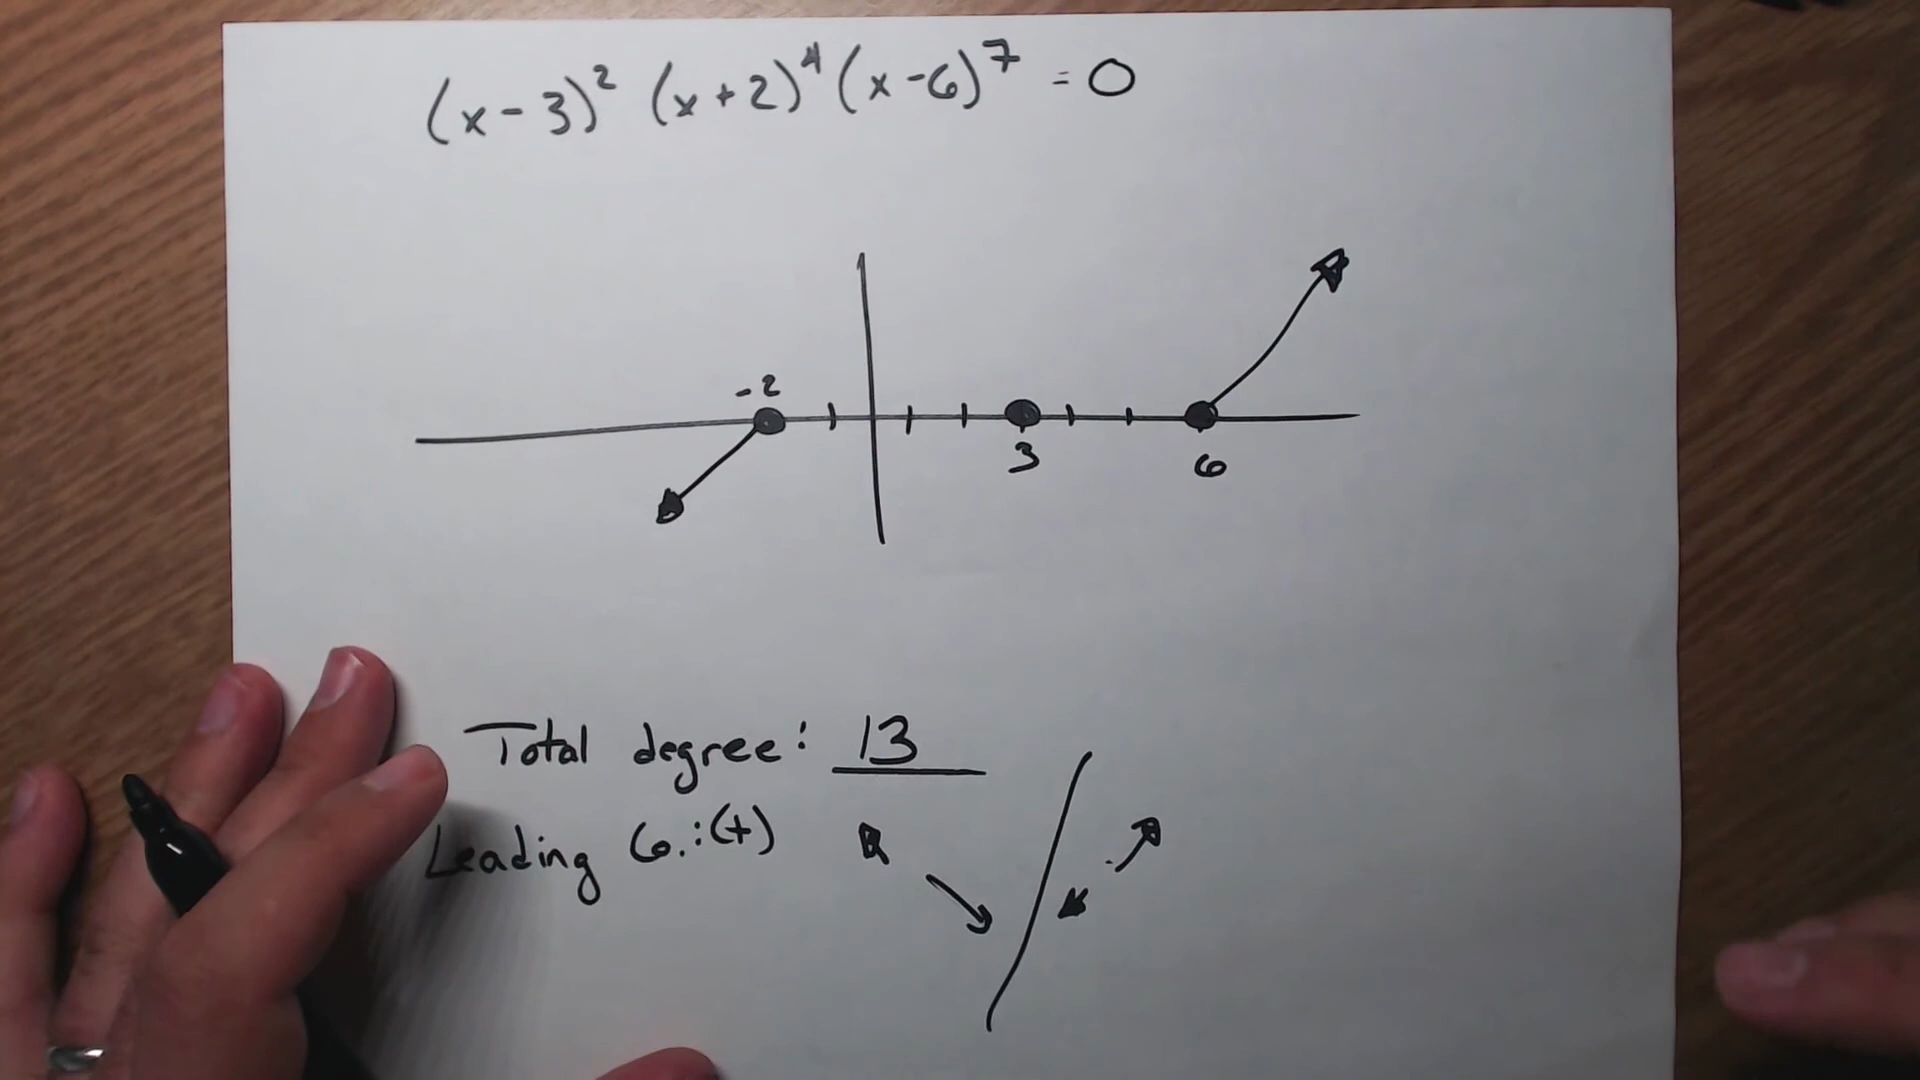 (x-3)² (x+2)⁴ (x-6)⁷ = 0
-2
3
6
Total degree: 13
Leading Co.:(+)